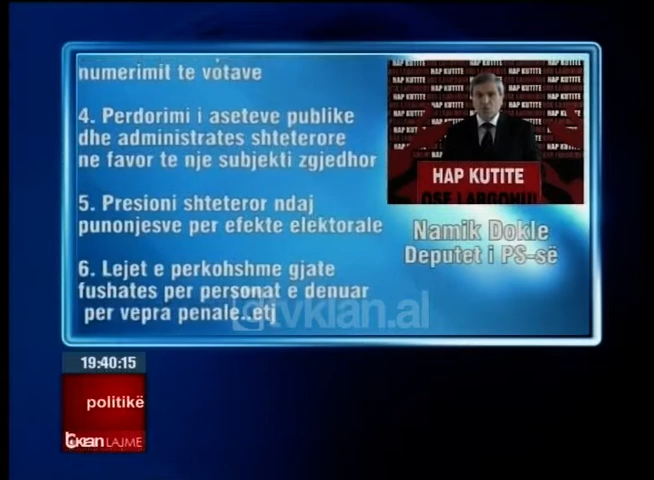 numerimit te votave
4. Perdorimi i aseteve publike
dhe administrates shteterore
ne favor te nje subjekti zgjedhor
5. Presioni shteteror ndaj
punonjesve per efekte elektorale
6. Lejet e perkohshme gjate
fushates per personat e denuar
per vepra penale..etj
HAP KUTITE
OSE LARGOHU!
Namik Dokle
Deputet i PS-së
tvklan.al
19:40:15
politikë
klan LAJME